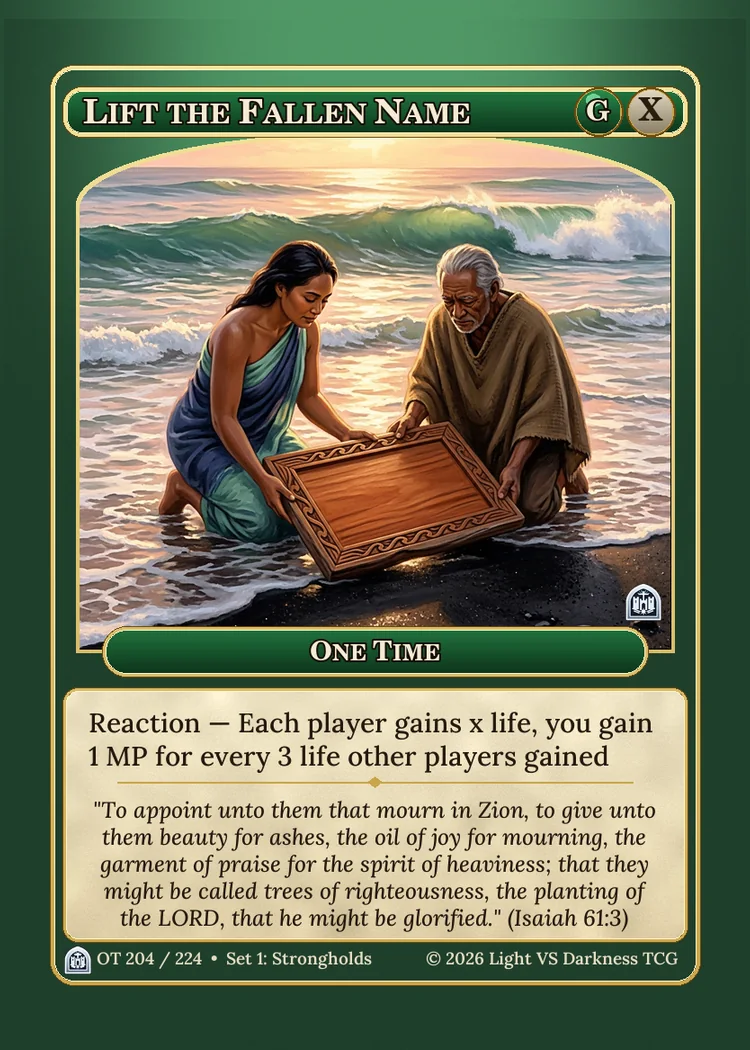 LIFT THE FALLEN NAME
G X
ONE TIME
Reaction — Each player gains x life, you gain
1 MP for every 3 life other players gained
"To appoint unto them that mourn in Zion, to give unto
them beauty for ashes, the oil of joy for mourning, the
garment of praise for the spirit of heaviness; that they
might be called trees of righteousness, the planting of
the LORD, that he might be glorified." (Isaiah 61:3)
OT 204 / 224 • Set 1: Strongholds © 2026 Light VS Darkness TCG